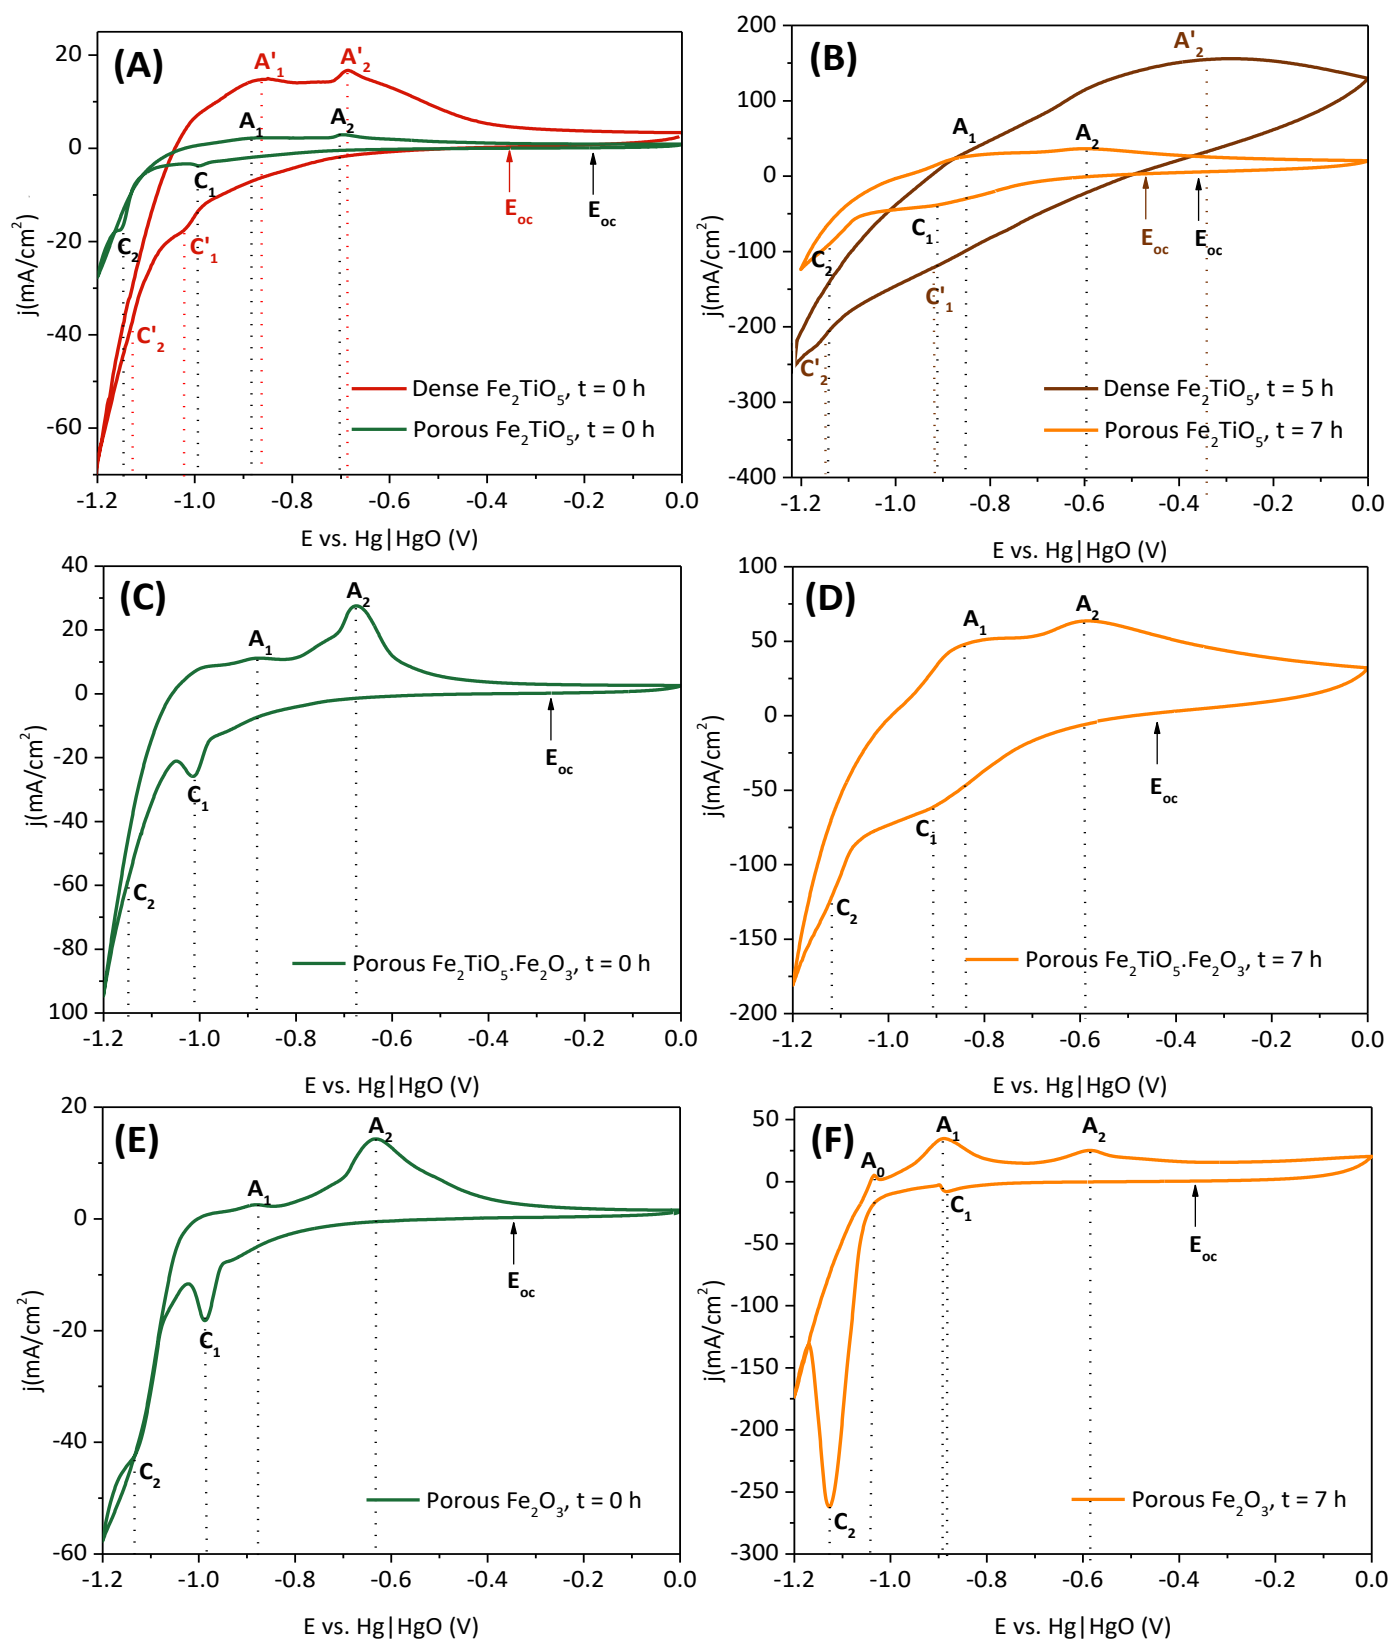 (A)
A'₁
A'₂
A₁
A₂
C₁
C₂
C'₁
C'₂
E_oc
E_oc
Dense Fe₂TiO₅, t = 0 h
Porous Fe₂TiO₅, t = 0 h
20
0
-20
-40
-60
j(mA/cm²)
-1.2 -1.0 -0.8 -0.6 -0.4 -0.2 0.0
E vs. Hg|HgO (V)
(B)
A'₂
A₁
A₂
C₁
C₂
C'₁
C'₂
E_oc
E_oc
Dense Fe₂TiO₅, t = 5 h
Porous Fe₂TiO₅, t = 7 h
200
100
0
-100
-200
-300
-400
j(mA/cm²)
-1.2 -1.0 -0.8 -0.6 -0.4 -0.2 0.0
E vs. Hg|HgO (V)
(C)
A₁
A₂
C₁
C₂
E_oc
Porous Fe₂TiO₅.Fe₂O₃, t = 0 h
40
20
0
-20
-40
-60
-80
100
j(mA/cm²)
-1.2 -1.0 -0.8 -0.6 -0.4 -0.2 0.0
E vs. Hg|HgO (V)
(D)
A₁
A₂
C₁
C₂
E_oc
Porous Fe₂TiO₅.Fe₂O₃, t = 7 h
100
50
0
-50
-100
-150
-200
j(mA/cm²)
-1.2 -1.0 -0.8 -0.6 -0.4 -0.2 0.0
E vs. Hg|HgO (V)
(E)
A₁
A₂
C₁
C₂
E_oc
Porous Fe₂O₃, t = 0 h
20
0
-20
-40
-60
j(mA/cm²)
-1.2 -1.0 -0.8 -0.6 -0.4 -0.2 0.0
E vs. Hg|HgO (V)
(F)
A₀
A₁
A₂
C₁
C₂
E_oc
Porous Fe₂O₃, t = 7 h
50
0
-50
-100
-150
-200
-250
-300
j(mA/cm²)
-1.2 -1.0 -0.8 -0.6 -0.4 -0.2 0.0
E vs. Hg|HgO (V)